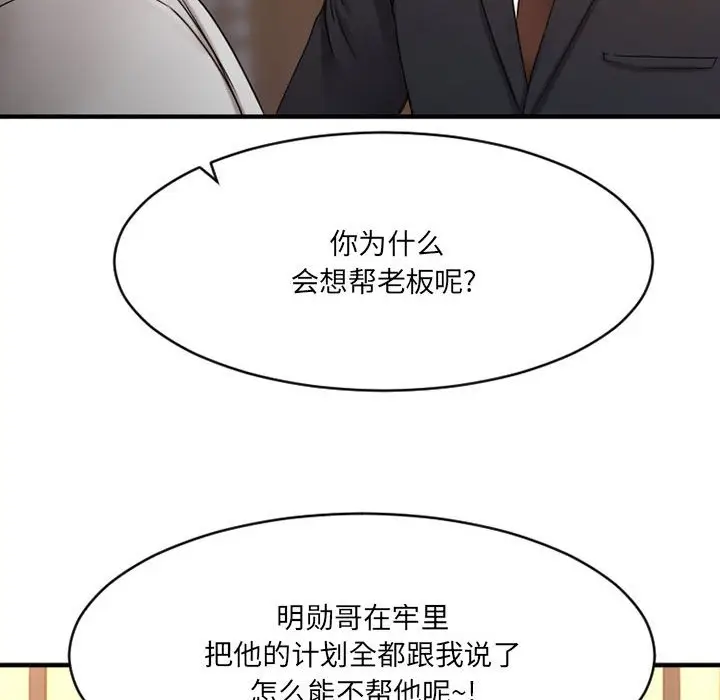 你为什么
会想帮老板呢?
明勋哥在牢里
把他的计划全都跟我说了
怎么能不帮他呢~!